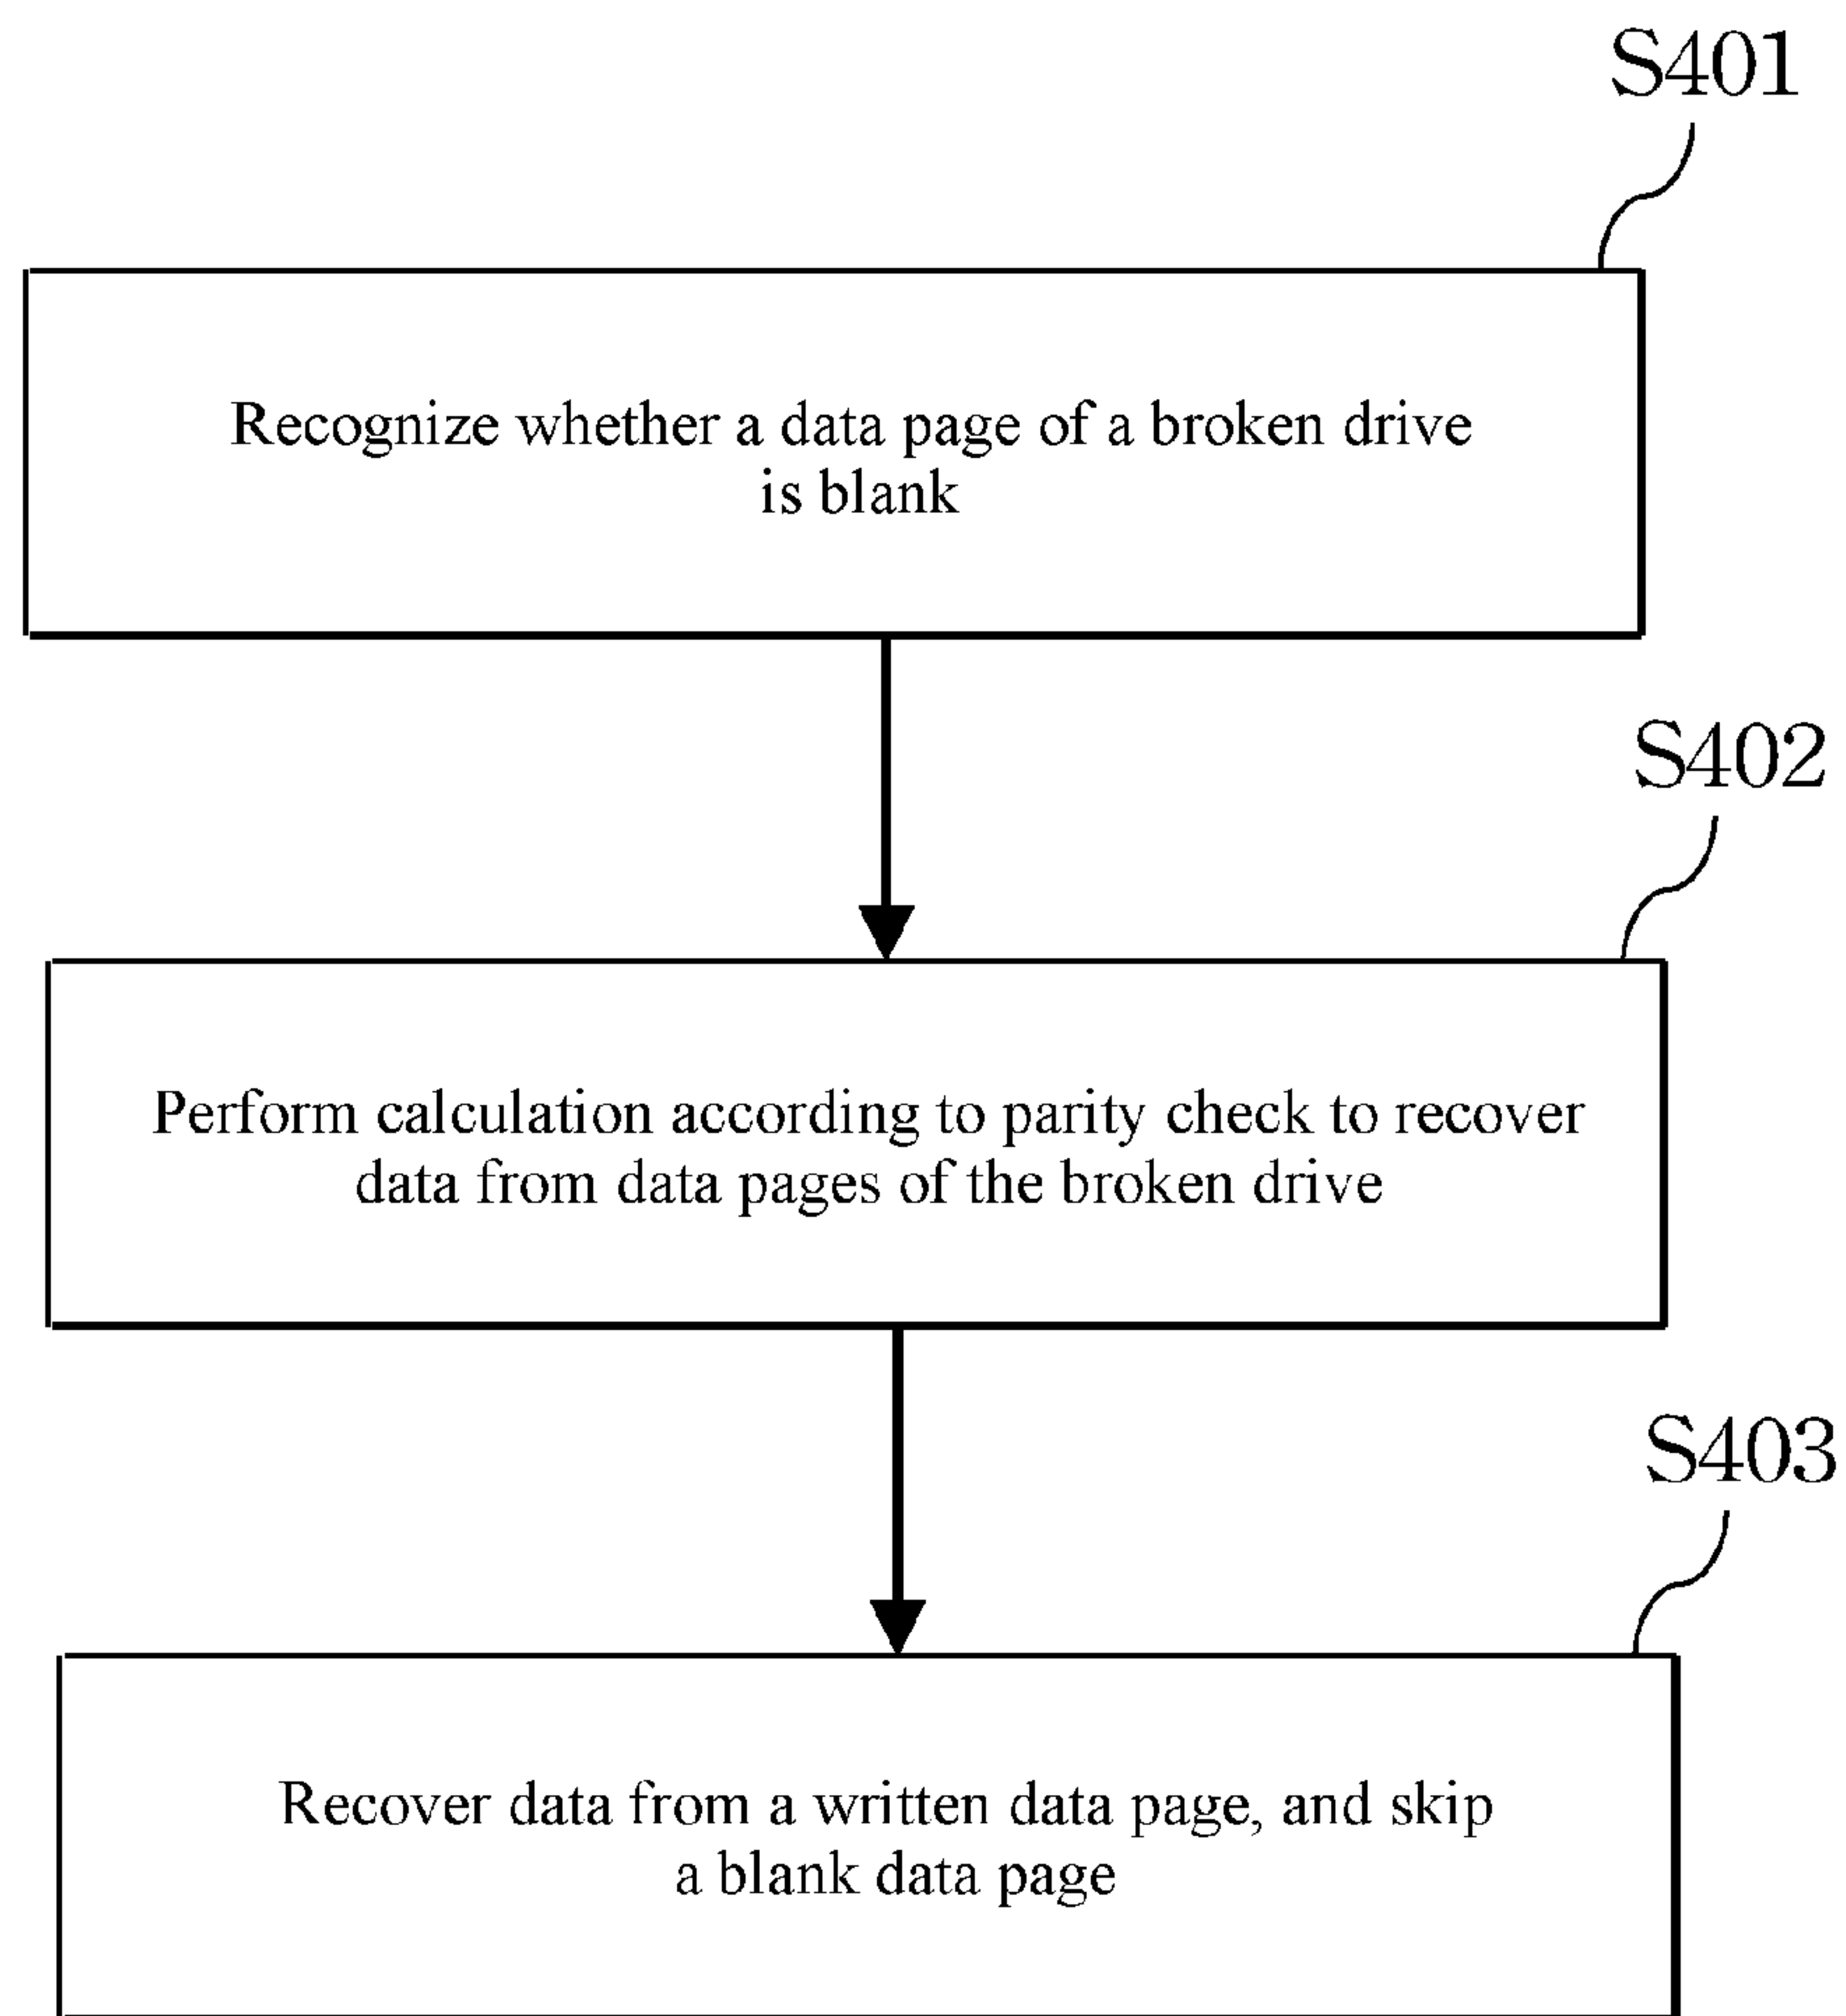 S401
Recognize whether a data page of a broken drive
is blank
S402
Perform calculation according to parity check to recover
data from data pages of the broken drive
S403
Recover data from a written data page, and skip
a blank data page